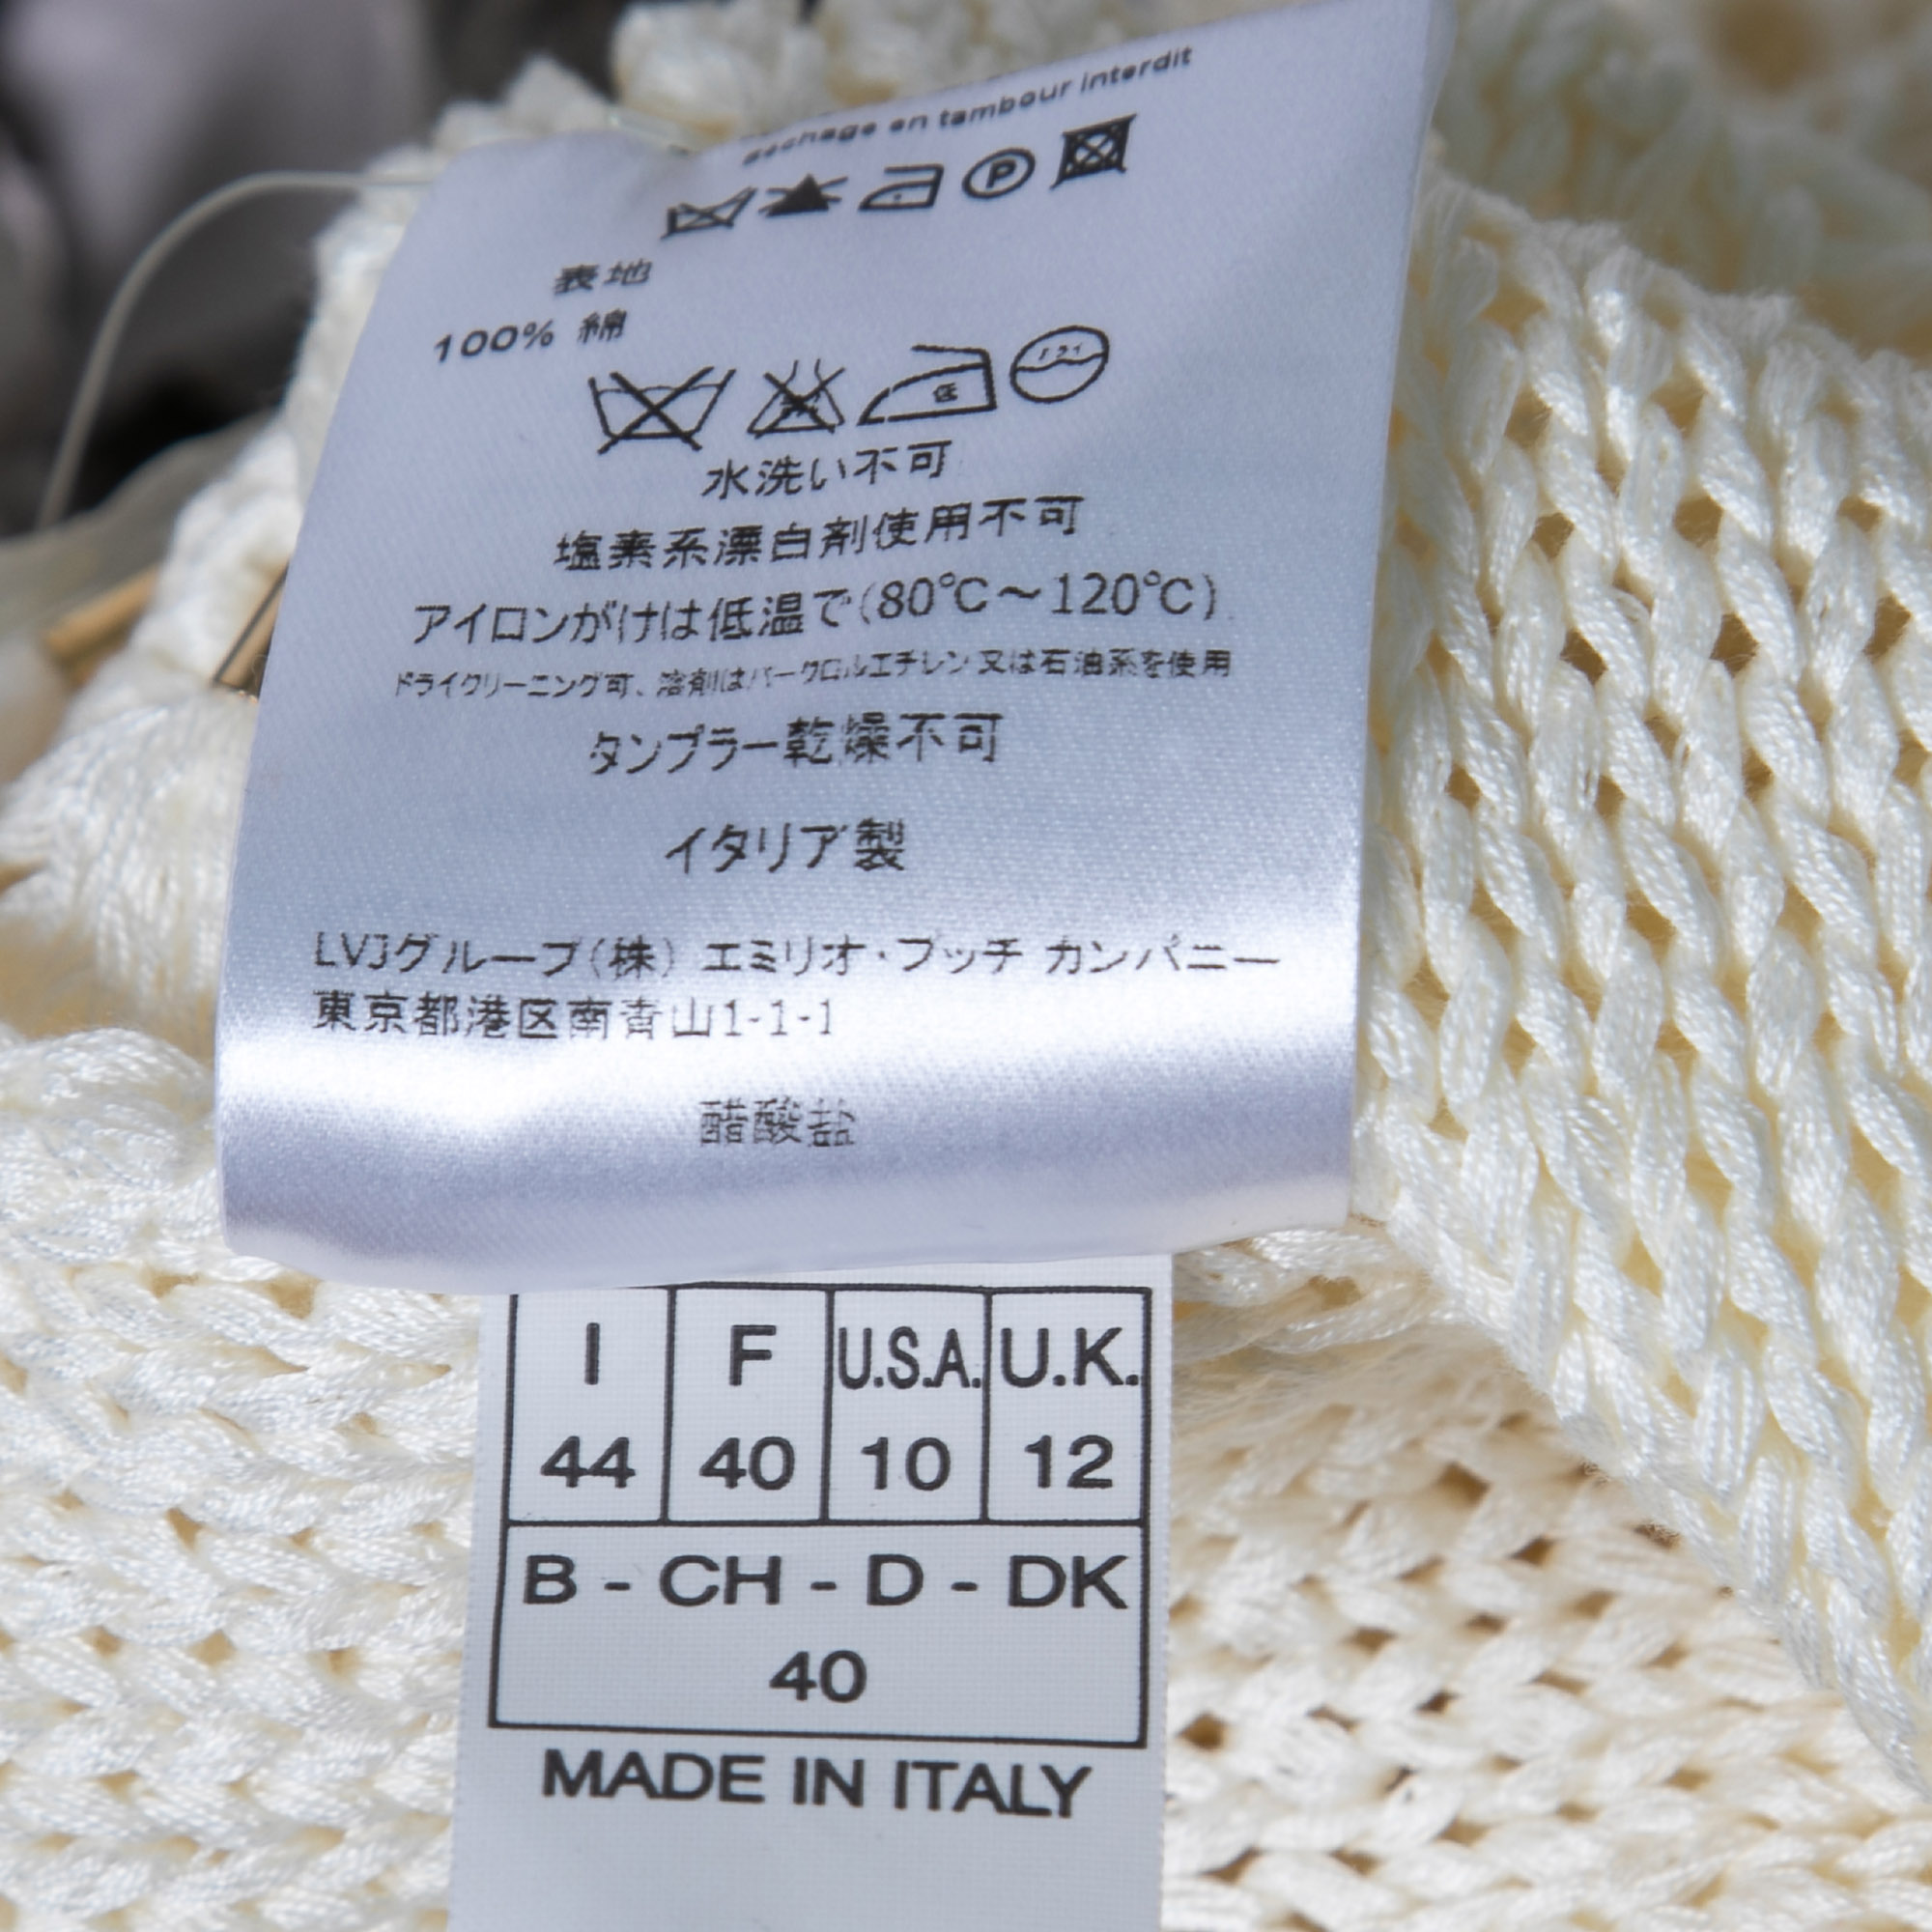 séchage en tambour interdit
P
表地
100% 綿
低 ドライ
水洗い不可
塩素系漂白剤使用不可
アイロンがけは低温で(80℃～120℃)
ドライクリーニング可、溶剤はパークロルエチレン又は石油系を使用
タンブラー乾燥不可
イタリア製
LVJグループ(株) エミリオ・プッチ カンパニー
東京都港区南青山1-1-1
醋酸盐
I F U.S.A. U.K.
44 40 10 12
B - CH - D - DK
40
MADE IN ITALY